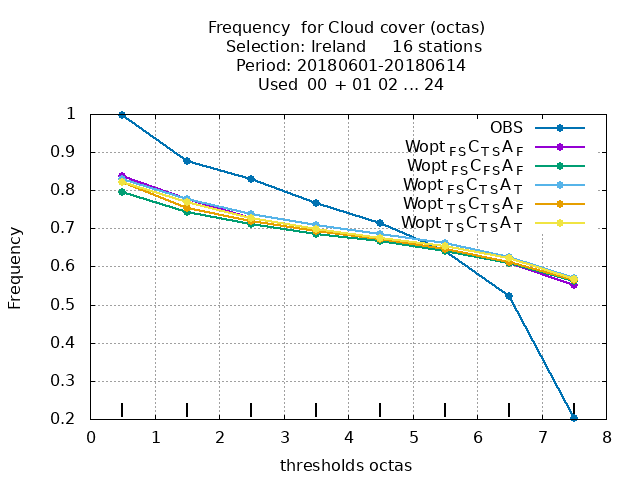 Frequency  for Cloud cover (octas)
Selection: Ireland     16 stations
Period: 20180601-20180614
Used  00  + 01 02 ... 24
OBS
Wopt FS C TS A F
Wopt FS C FS A F
Wopt FS C TS A T
Wopt TS C TS A F
Wopt TS C TS A T
1
0.9
0.8
0.7
0.6
0.5
0.4
0.3
0.2
Frequency
0 1 2 3 4 5 6 7 8
thresholds octas